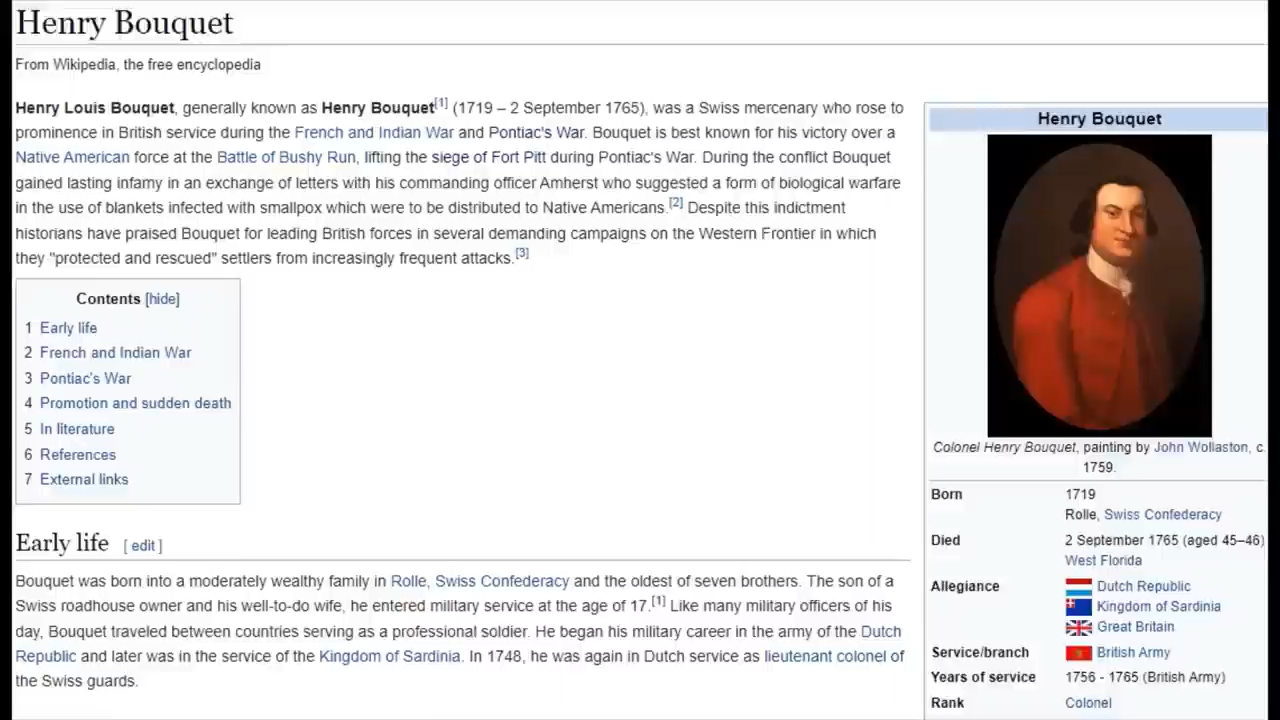 Henry Bouquet
From Wikipedia, the free encyclopedia
Henry Louis Bouquet, generally known as Henry Bouquet[1] (1719 – 2 September 1765), was a Swiss mercenary who rose to
prominence in British service during the French and Indian War and Pontiac's War. Bouquet is best known for his victory over a
Native American force at the Battle of Bushy Run, lifting the siege of Fort Pitt during Pontiac's War. During the conflict Bouquet
gained lasting infamy in an exchange of letters with his commanding officer Amherst who suggested a form of biological warfare
in the use of blankets infected with smallpox which were to be distributed to Native Americans.[2] Despite this indictment
historians have praised Bouquet for leading British forces in several demanding campaigns on the Western Frontier in which
they "protected and rescued" settlers from increasingly frequent attacks.[3]
Contents [hide]
1 Early life
2 French and Indian War
3 Pontiac's War
4 Promotion and sudden death
5 In literature
6 References
7 External links
Early life [ edit ]
Bouquet was born into a moderately wealthy family in Rolle, Swiss Confederacy and the oldest of seven brothers. The son of a
Swiss roadhouse owner and his well-to-do wife, he entered military service at the age of 17.[1] Like many military officers of his
day, Bouquet traveled between countries serving as a professional soldier. He began his military career in the army of the Dutch
Republic and later was in the service of the Kingdom of Sardinia. In 1748, he was again in Dutch service as lieutenant colonel of
the Swiss guards.
Henry Bouquet
Colonel Henry Bouquet, painting by John Wollaston, c.
1759.
Born 1719
Rolle, Swiss Confederacy
Died 2 September 1765 (aged 45–46)
West Florida
Allegiance Dutch Republic
Kingdom of Sardinia
Great Britain
Service/branch British Army
Years of service 1756 - 1765 (British Army)
Rank Colonel